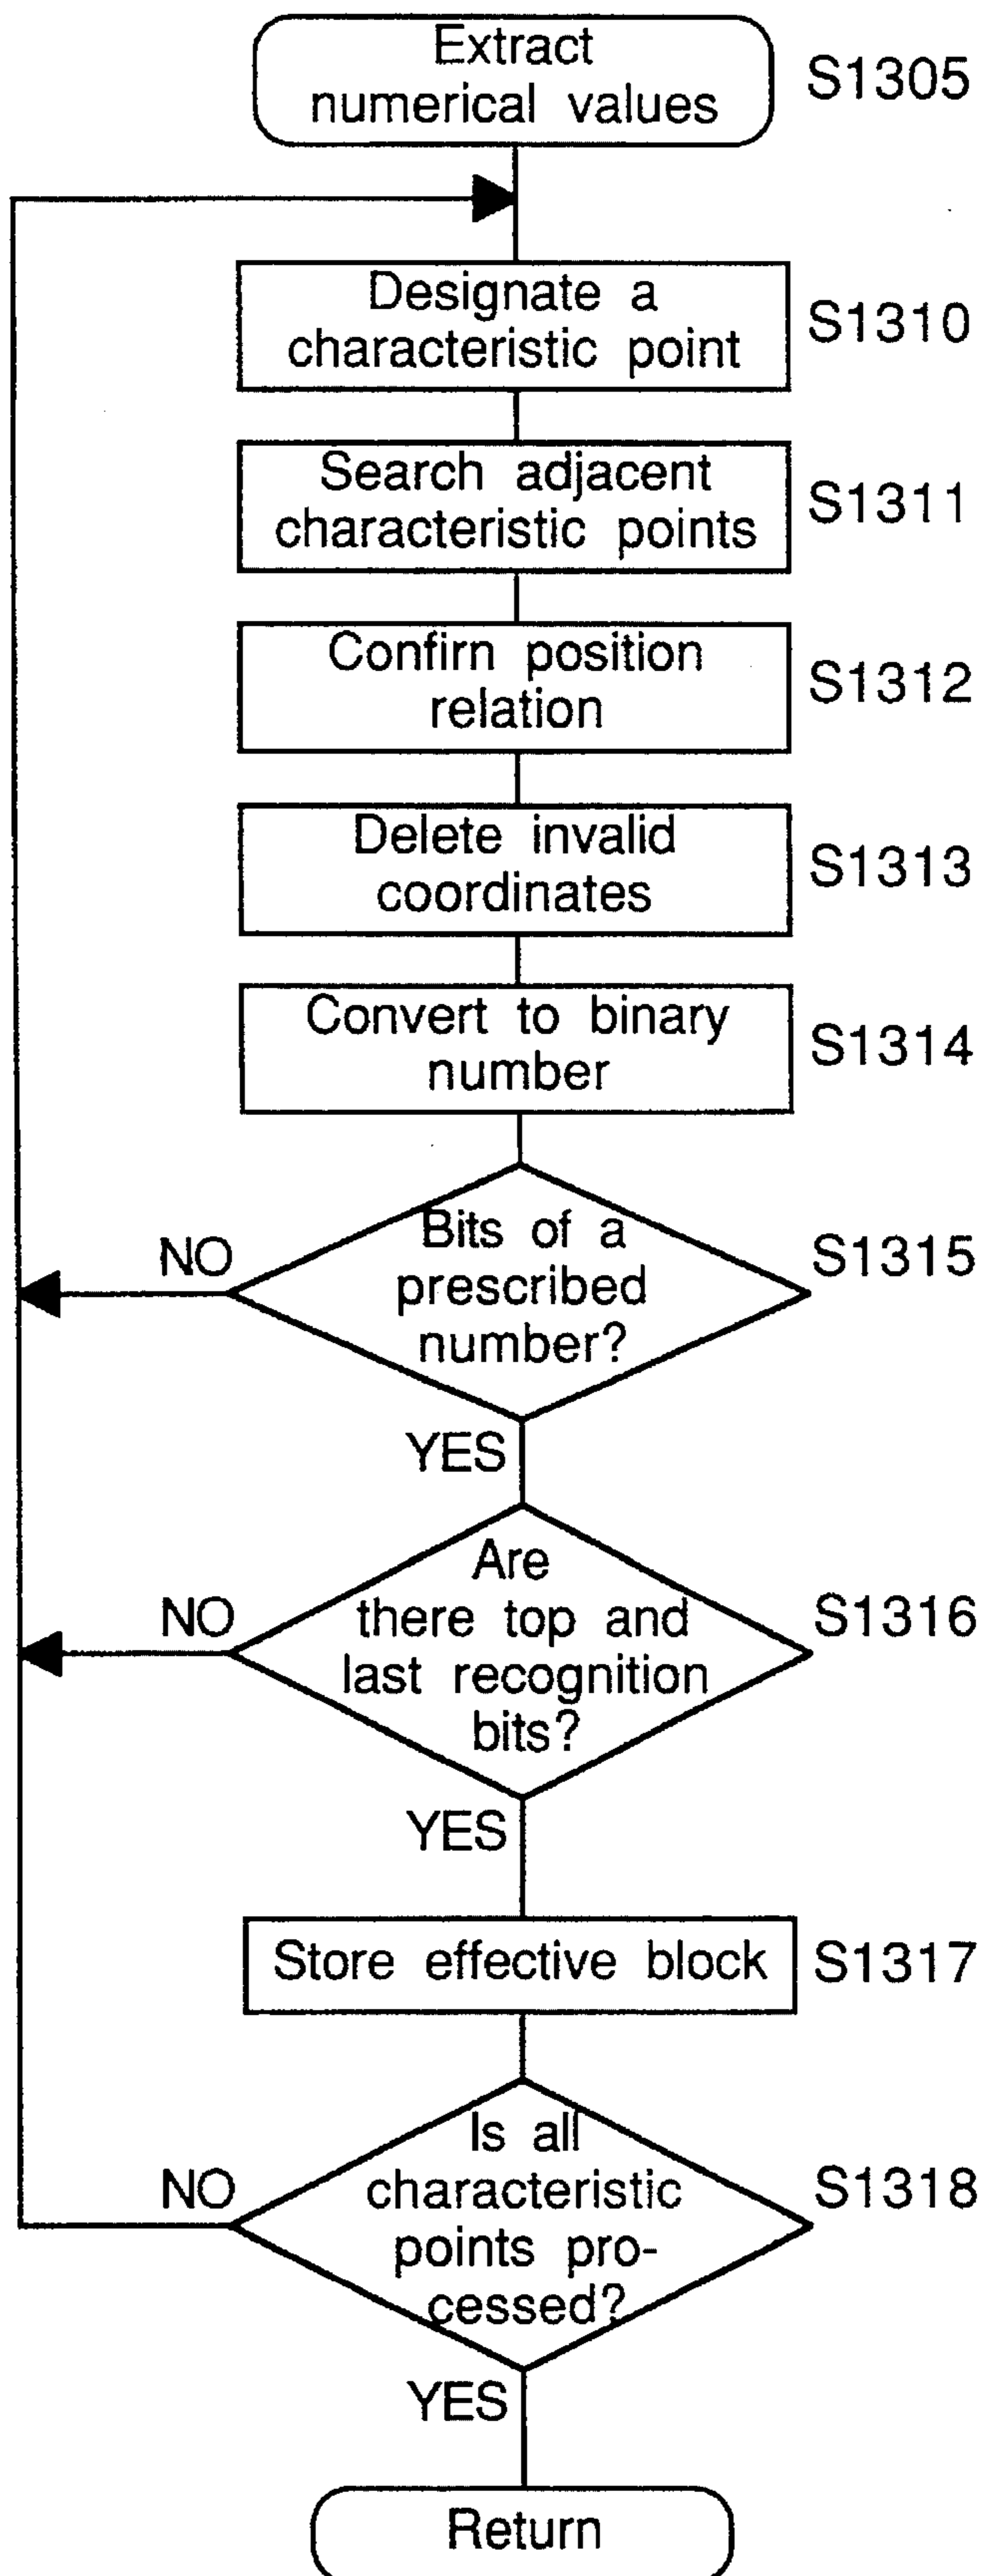 Extract
numerical values
S1305
Designate a
characteristic point
S1310
Search adjacent
characteristic points
S1311
Confirn position
relation
S1312
Delete invalid
coordinates
S1313
Convert to binary
number
S1314
Bits of a
prescribed
number?
S1315
NO
YES
Are
there top and
last recognition
bits?
S1316
NO
YES
Store effective block
S1317
Is all
characteristic
points pro-
cessed?
S1318
NO
YES
Return